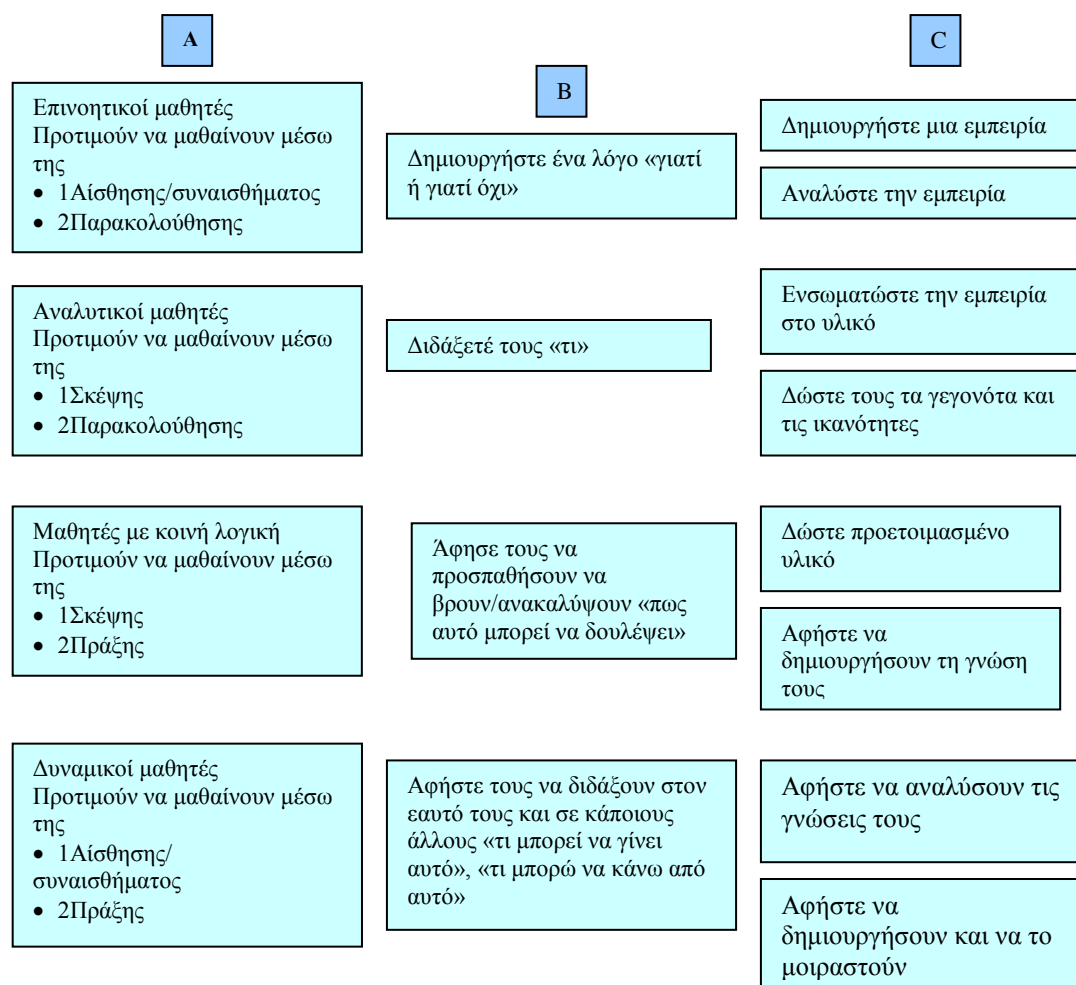 A
B
C
Επινοητικοί μαθητές
Προτιμούν να μαθαίνουν μέσω
της
• 1Αίσθησης/συναισθήματος
• 2Παρακολούθησης
Δημιουργήστε ένα λόγο «γιατί
ή γιατί όχι»
Δημιουργήστε μια εμπειρία
Αναλύστε την εμπειρία
Αναλυτικοί μαθητές
Προτιμούν να μαθαίνουν μέσω
της
• 1Σκέψης
• 2Παρακολούθησης
Διδάξετέ τους «τι»
Ενσωματώστε την εμπειρία
στο υλικό
Δώστε τους τα γεγονότα και
τις ικανότητες
Μαθητές με κοινή λογική
Προτιμούν να μαθαίνουν μέσω
της
• 1Σκέψης
• 2Πράξης
Άφησε τους να
προσπαθήσουν να
βρουν/ανακαλύψουν «πως
αυτό μπορεί να δουλέψει»
Δώστε προετοιμασμένο
υλικό
Αφήστε να
δημιουργήσουν τη γνώση
τους
Δυναμικοί μαθητές
Προτιμούν να μαθαίνουν μέσω
της
• 1Αίσθησης/
συναισθήματος
• 2Πράξης
Αφήστε τους να διδάξουν στον
εαυτό τους και σε κάποιους
άλλους «τι μπορεί να γίνει
αυτό», «τι μπορώ να κάνω από
αυτό»
Αφήστε να αναλύσουν τις
γνώσεις τους
Αφήστε να
δημιουργήσουν και να το
μοιραστούν